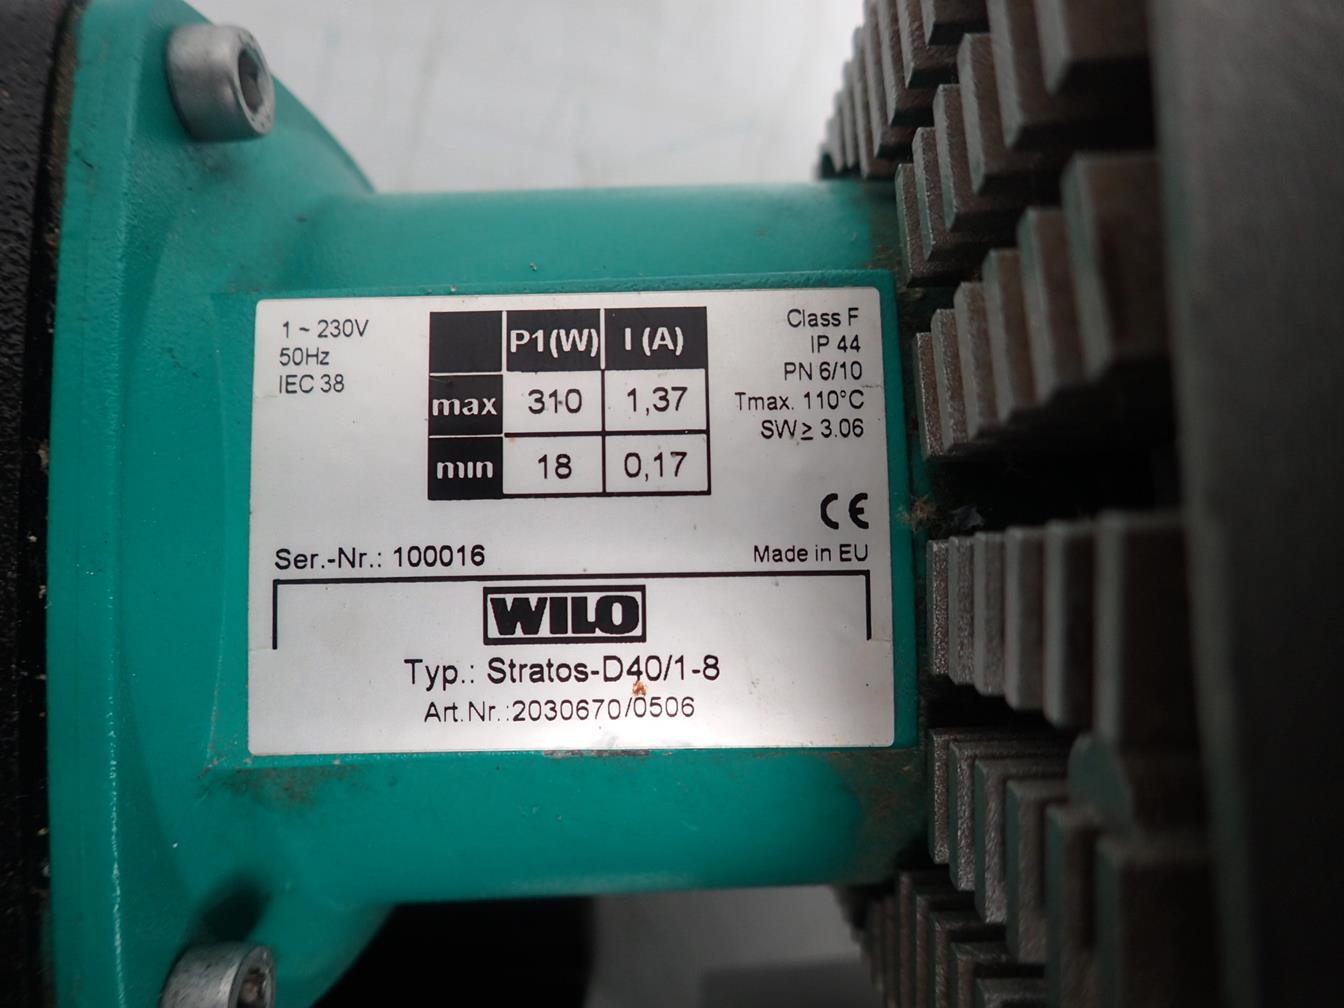 1 ~ 230V
50Hz
IEC 38
P1(W) I (A)
max 310 1,37
min 18 0,17
Class F
IP 44
PN 6/10
Tmax. 110°C
SW ≥ 3.06
CE
Ser.-Nr.: 100016
Made in EU
WILO
Typ.: Stratos-D40/1-8
Art.Nr.:2030670/0506